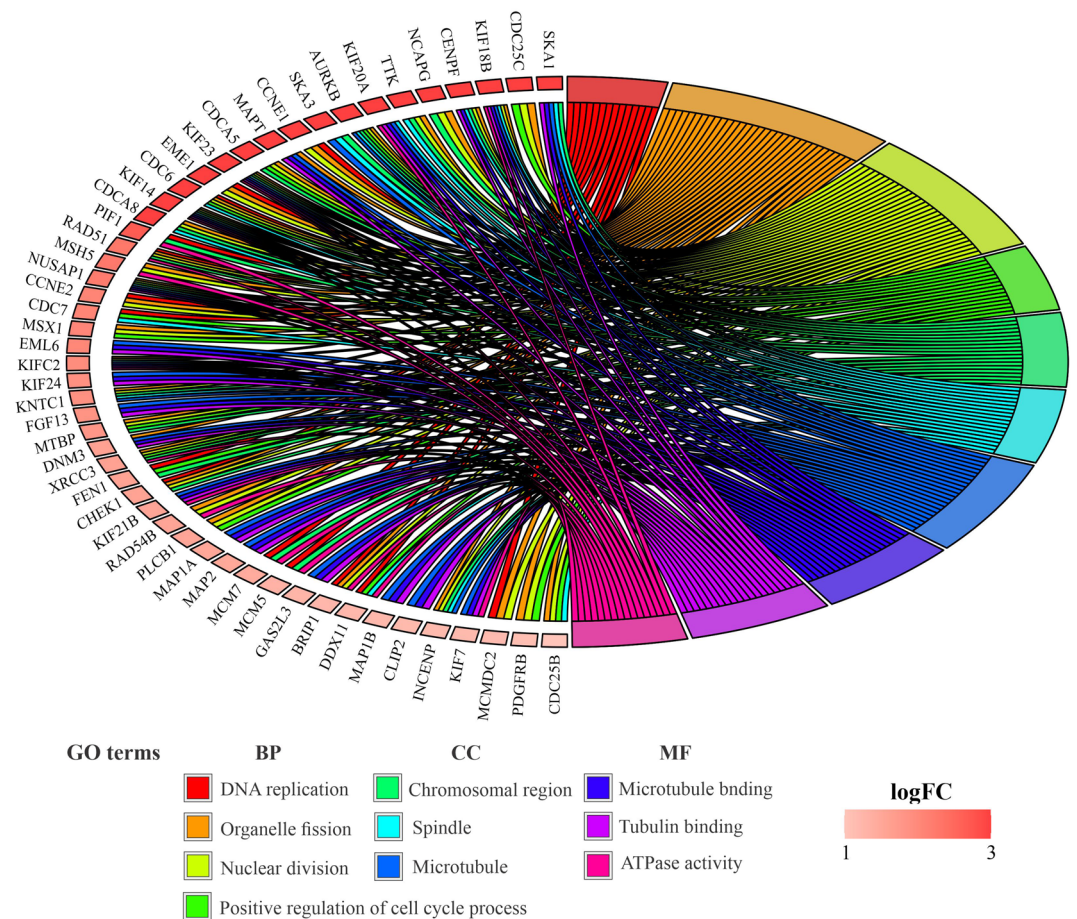 SKA1
CDC25C
KIF18B
CENPF
NCAPG
TTK
KIF20A
AURKB
SKA3
CCNE1
MAPT
CDCA5
KIF23
EME1
CDC6
KIF14
CDCA8
PIF1
RAD51
MSH5
NUSAP1
CCNE2
CDC7
MSX1
EML6
KIFC2
KIF24
KNTC1
FGF13
MTBP
DNM3
XRCC3
FEN1
CHEK1
KIF21B
RAD54B
PLCB1
MAP1A
MAP2
MCM7
MCM5
GAS2L3
BRIP1
DDX11
MAP1B
CLIP2
INCENP
KIF7
MCMDC2
PDGFRB
CDC25B
GO terms BP CC MF
DNA replication Chromosomal region Microtubule bnding
Organelle fission Spindle Tubulin binding
Nuclear division Microtubule ATPase activity
Positive regulation of cell cycle process
logFC
1 3